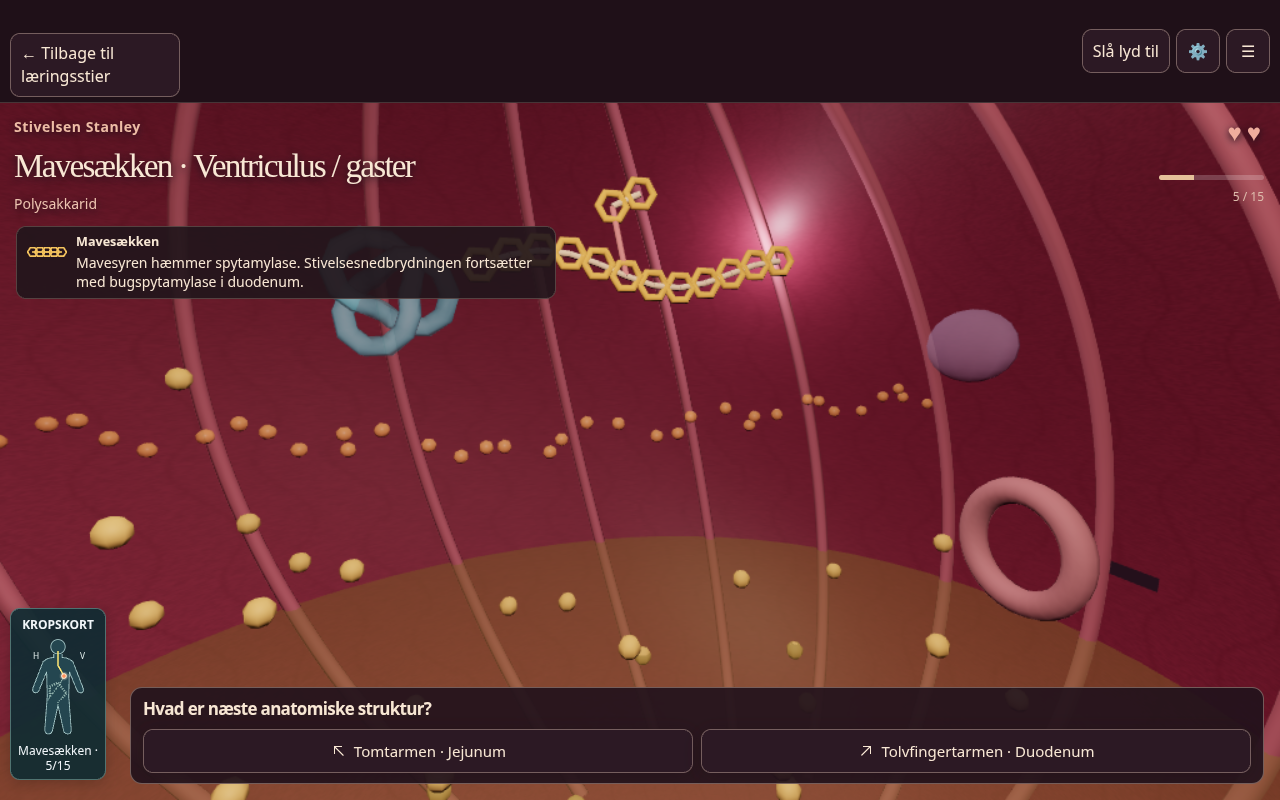 ← Tilbage til
læringsstier
Slå lyd til
Stivelsen Stanley
Mavesækken · Ventriculus / gaster
Polysakkarid
5 / 15
Mavesækken
Mavesyren hæmmer spytamylase. Stivelsesnedbrydningen fortsætter
med bugspytamylase i duodenum.
KROPSKORT
H V
Mavesækken ·
5/15
Hvad er næste anatomiske struktur?
↖ Tomtarmen · Jejunum
↗ Tolvfingertarmen · Duodenum